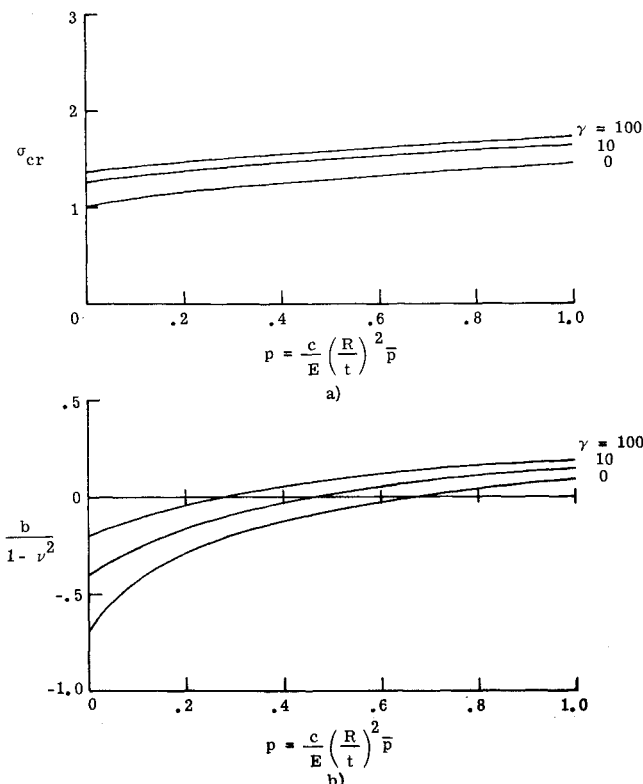 3
2
σcr
1
γ = 100
10
0
0 .2 .4 .6 .8 1.0
p = c/E (R/t)² p̄
a)
.5
γ = 100
10
0
0
b/(1 - ν²)
-.5
-1.0
0 .2 .4 .6 .8 1.0
p = c/E (R/t)² p̄
b)